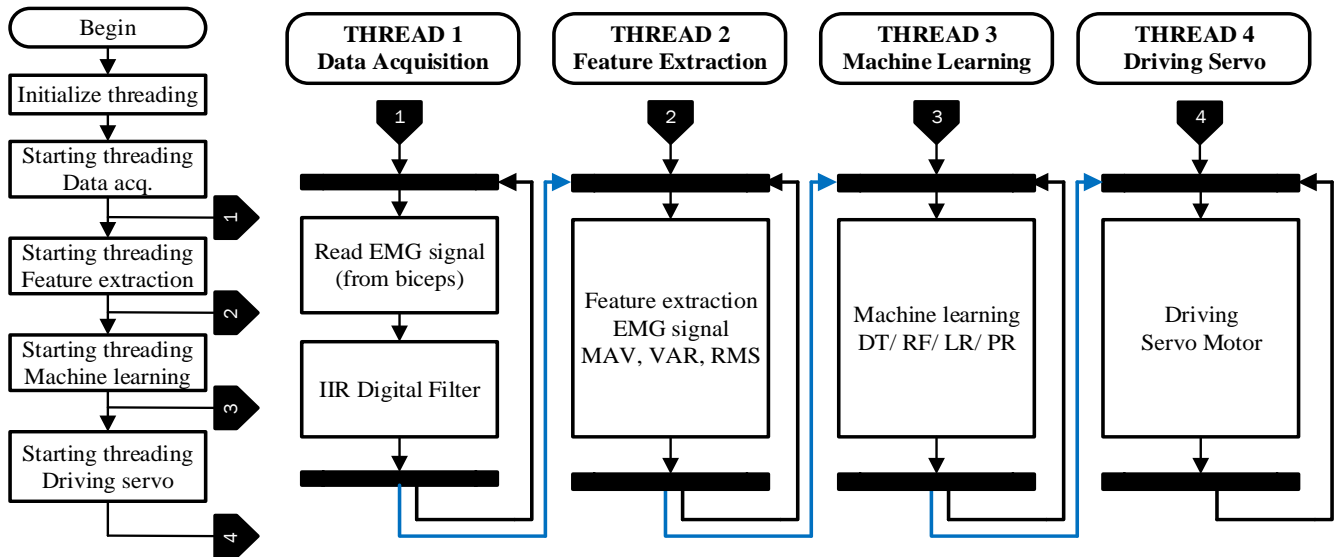 Begin
Initialize threading
Starting threading
Data acq.
1
Starting threading
Feature extraction
2
Starting threading
Machine learning
3
Starting threading
Driving servo
4
THREAD 1
Data Acquisition
1
Read EMG signal
(from biceps)
IIR Digital Filter
THREAD 2
Feature Extraction
2
Feature extraction
EMG signal
MAV, VAR, RMS
THREAD 3
Machine Learning
3
Machine learning
DT/ RF/ LR/ PR
THREAD 4
Driving Servo
4
Driving
Servo Motor